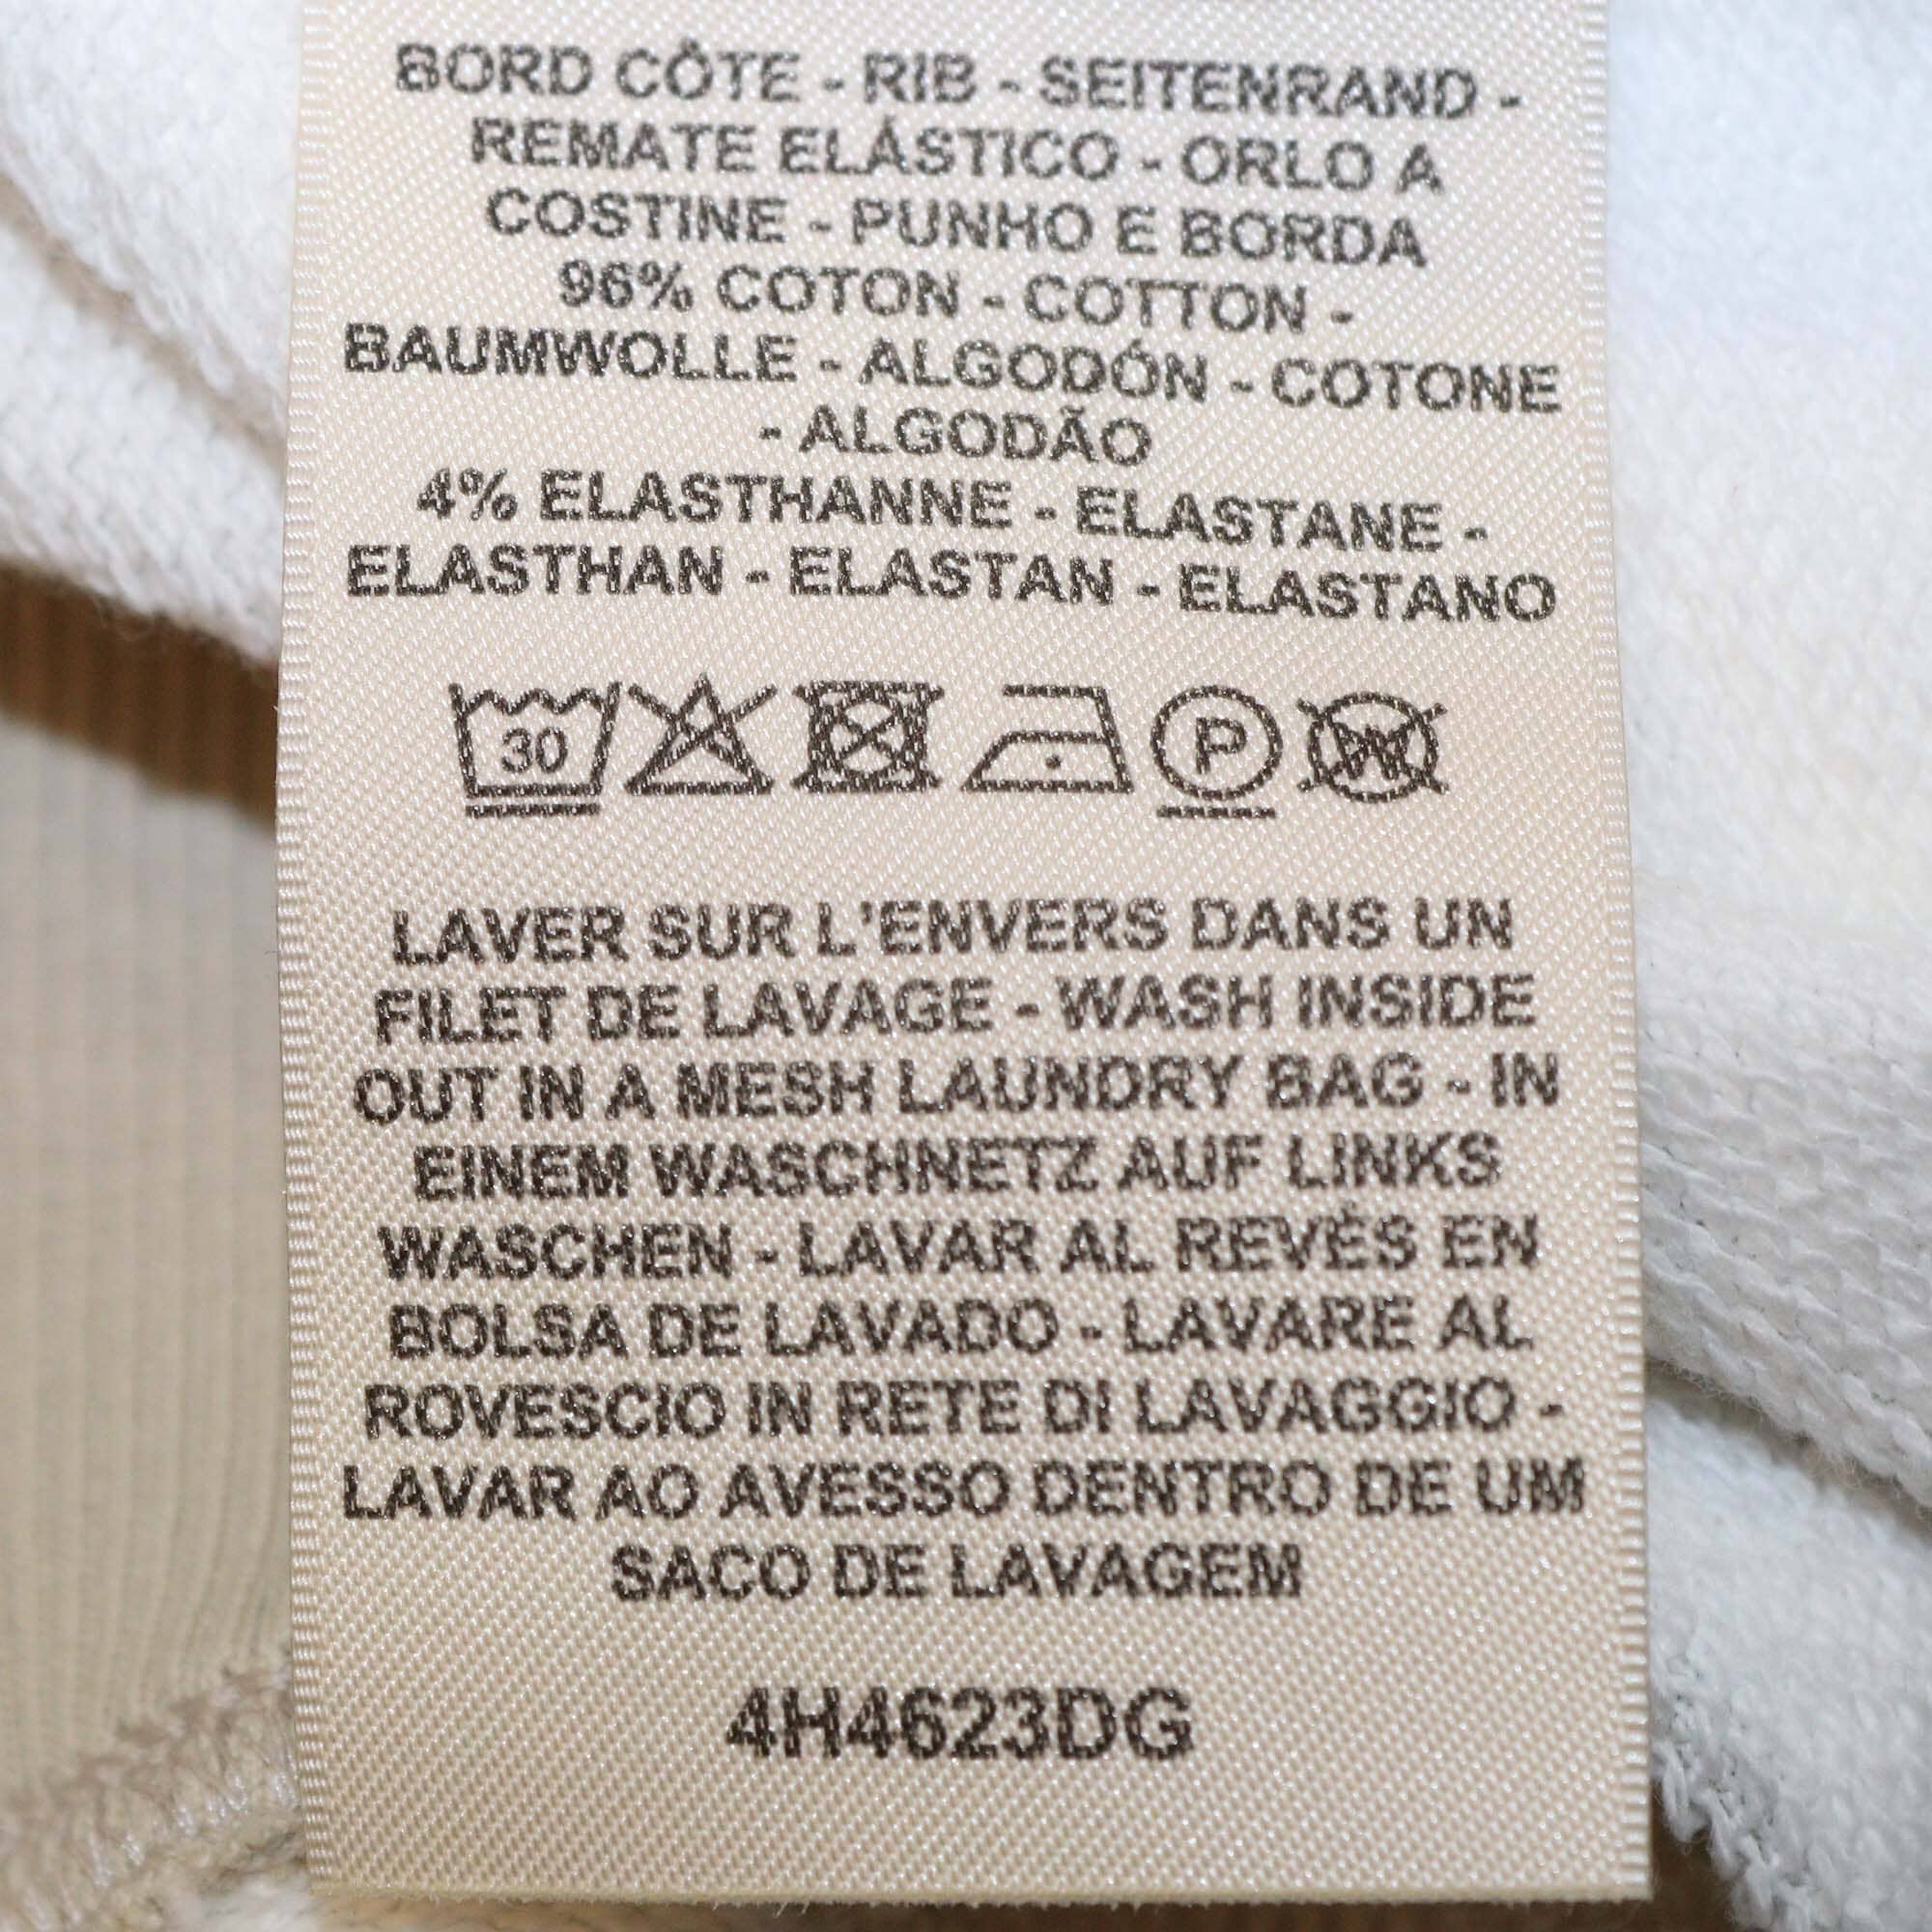 BORD CÔTE - RIB - SEITENRAND -
REMATE ELÁSTICO - ORLO A
COSTINE - PUNHO E BORDA
96% COTON - COTTON -
BAUMWOLLE - ALGODÓN - COTONE
- ALGODÃO
4% ELASTHANNE - ELASTANE -
ELASTHAN - ELASTAN - ELASTANO
30 P W
LAVER SUR L'ENVERS DANS UN
FILET DE LAVAGE - WASH INSIDE
OUT IN A MESH LAUNDRY BAG - IN
EINEM WASCHNETZ AUF LINKS
WASCHEN - LAVAR AL REVÉS EN
BOLSA DE LAVADO - LAVARE AL
ROVESCIO IN RETE DI LAVAGGIO -
LAVAR AO AVESSO DENTRO DE UM
SACO DE LAVAGEM
4H4623DG